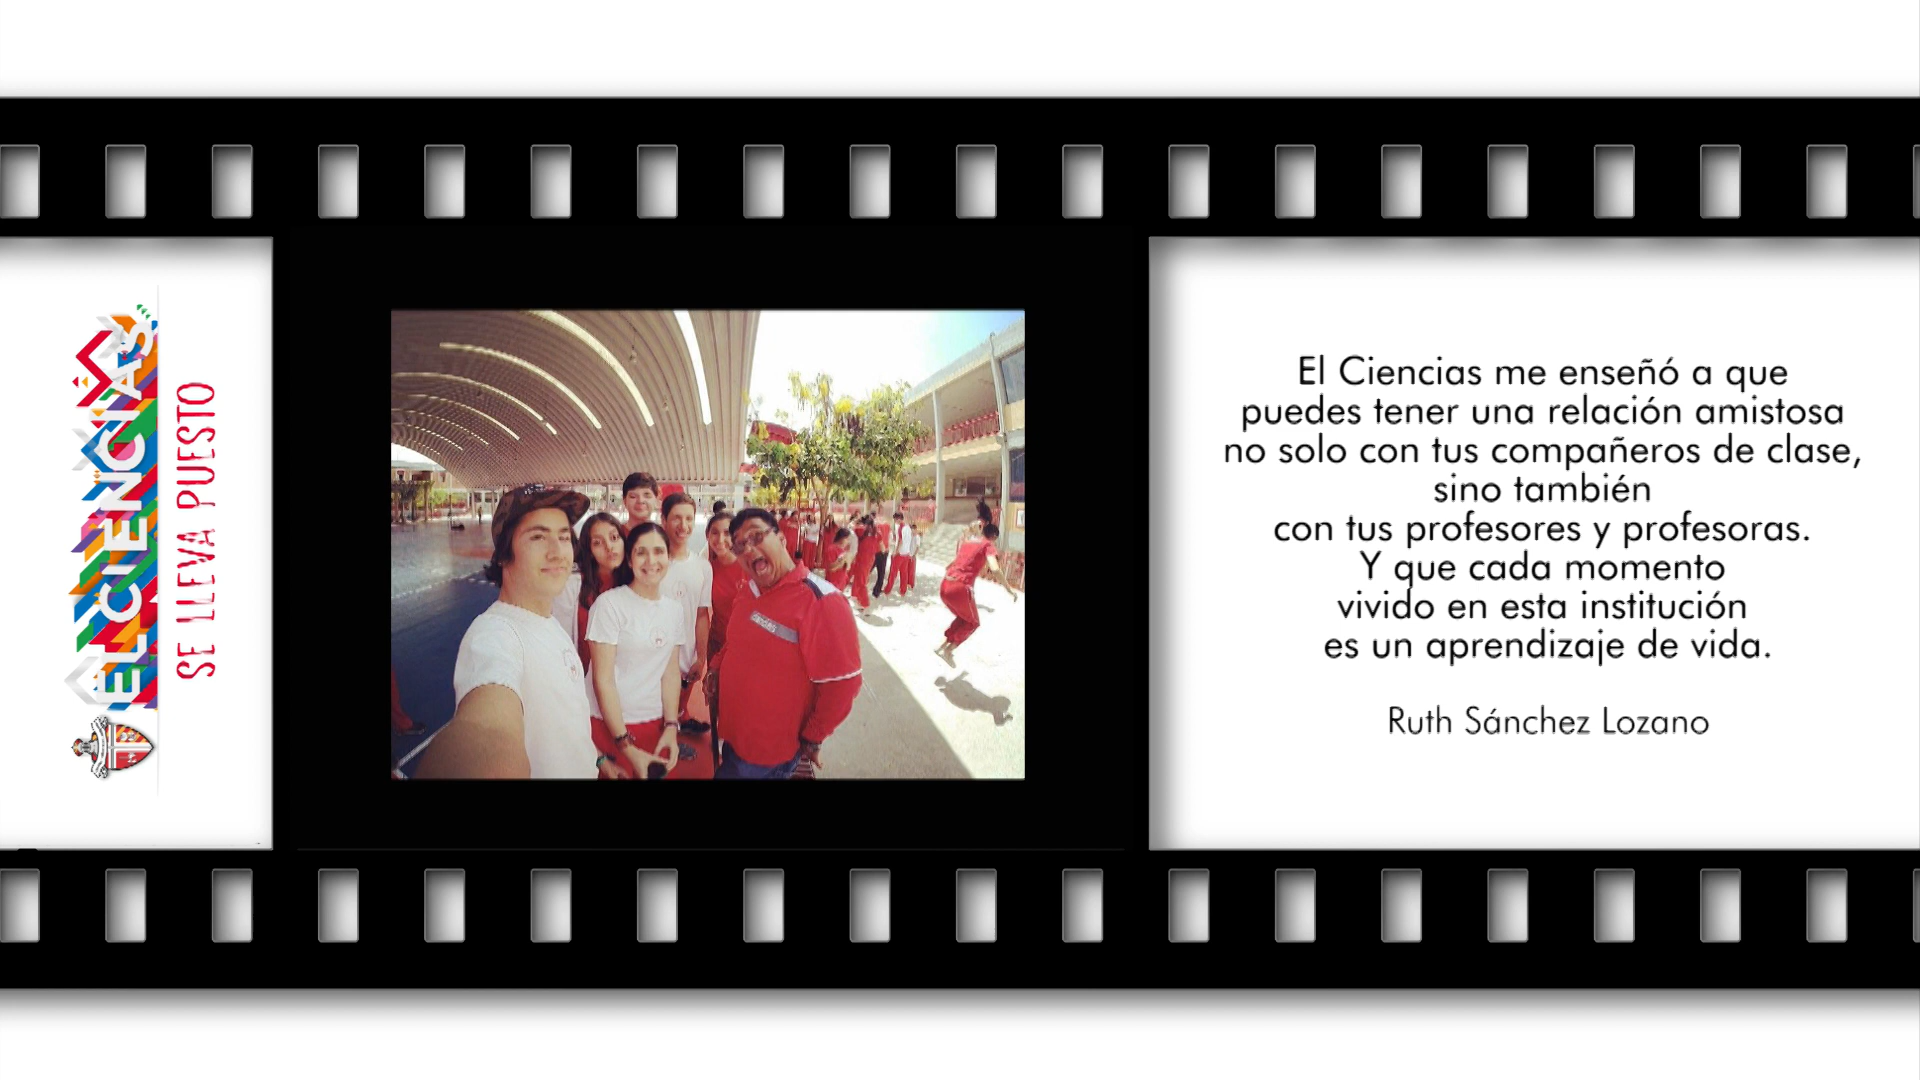 EL CIENCIAS
SE LLEVA PUESTO
El Ciencias me enseñó a que
puedes tener una relación amistosa
no solo con tus compañeros de clase,
sino también
con tus profesores y profesoras.
Y que cada momento
vivido en esta institución
es un aprendizaje de vida.
Ruth Sánchez Lozano